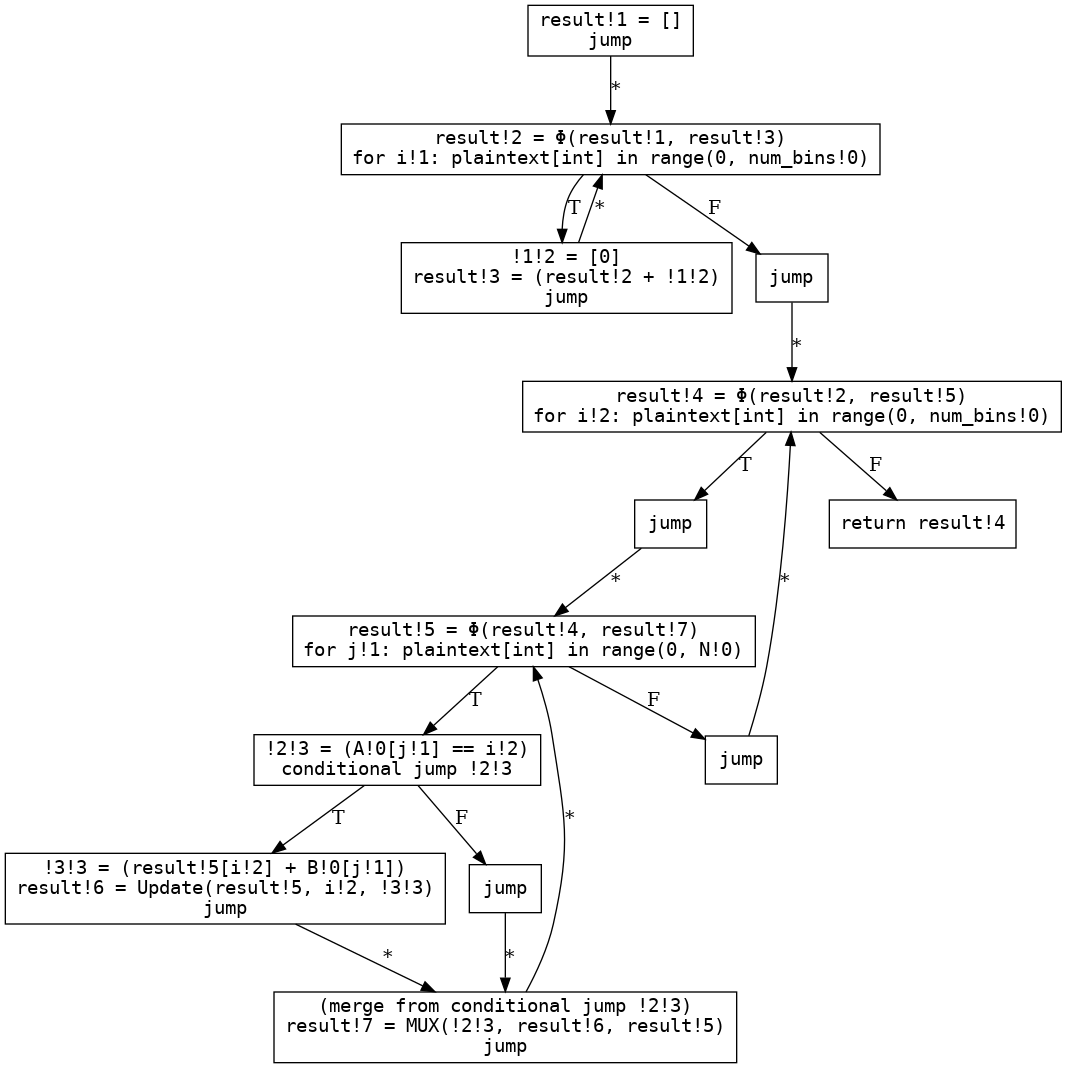 result!1 = []
jump
*
result!2 = Φ(result!1, result!3)
for i!1: plaintext[int] in range(0, num_bins!0)
T
*
F
!1!2 = [0]
result!3 = (result!2 + !1!2)
jump
jump
*
result!4 = Φ(result!2, result!5)
for i!2: plaintext[int] in range(0, num_bins!0)
T
F
jump
return result!4
*
*
result!5 = Φ(result!4, result!7)
for j!1: plaintext[int] in range(0, N!0)
T
F
!2!3 = (A!0[j!1] == i!2)
conditional jump !2!3
jump
T
F
*
!3!3 = (result!5[i!2] + B!0[j!1])
result!6 = Update(result!5, i!2, !3!3)
jump
jump
*
*
(merge from conditional jump !2!3)
result!7 = MUX(!2!3, result!6, result!5)
jump